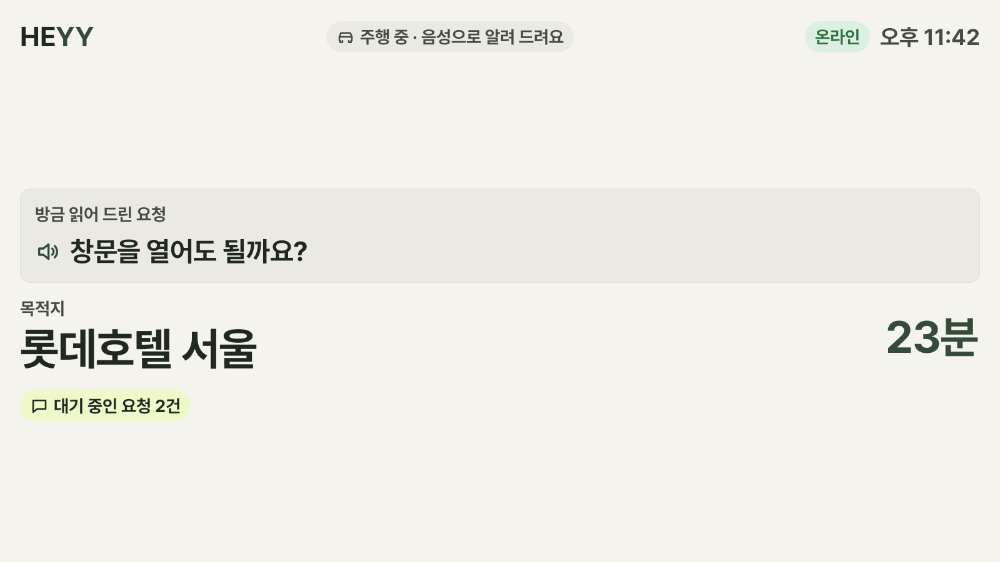 HEYY
주행 중 · 음성으로 알려 드려요
온라인 오후 11:42
방금 읽어 드린 요청
창문을 열어도 될까요?
목적지
롯데호텔 서울
23분
대기 중인 요청 2건